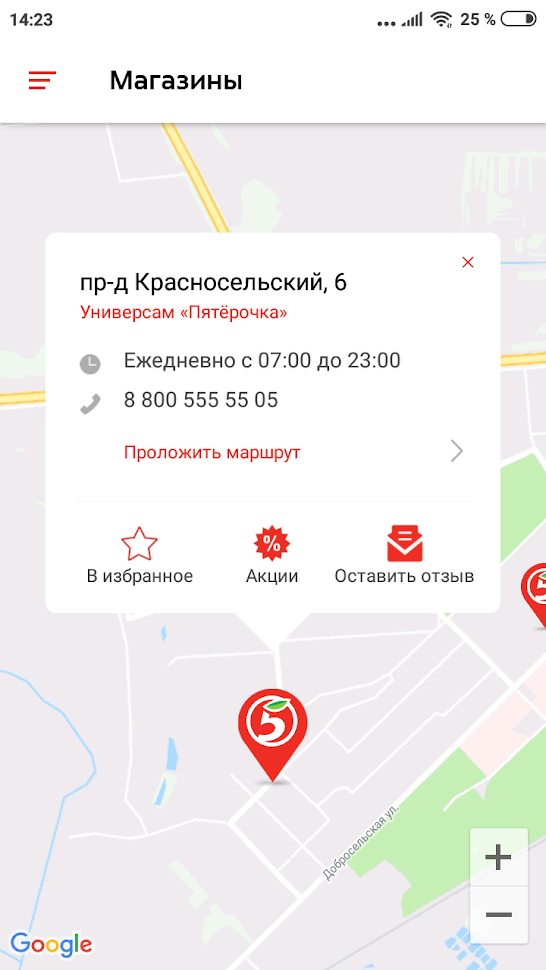 14:23
25 %
Магазины
пр-д Красносельский, 6
Универсам «Пятёрочка»
Ежедневно с 07:00 до 23:00
8 800 555 55 05
Проложить маршрут
%
В избранное
Акции
Оставить отзыв
5
5
Добросельская ул.
+
−
Google